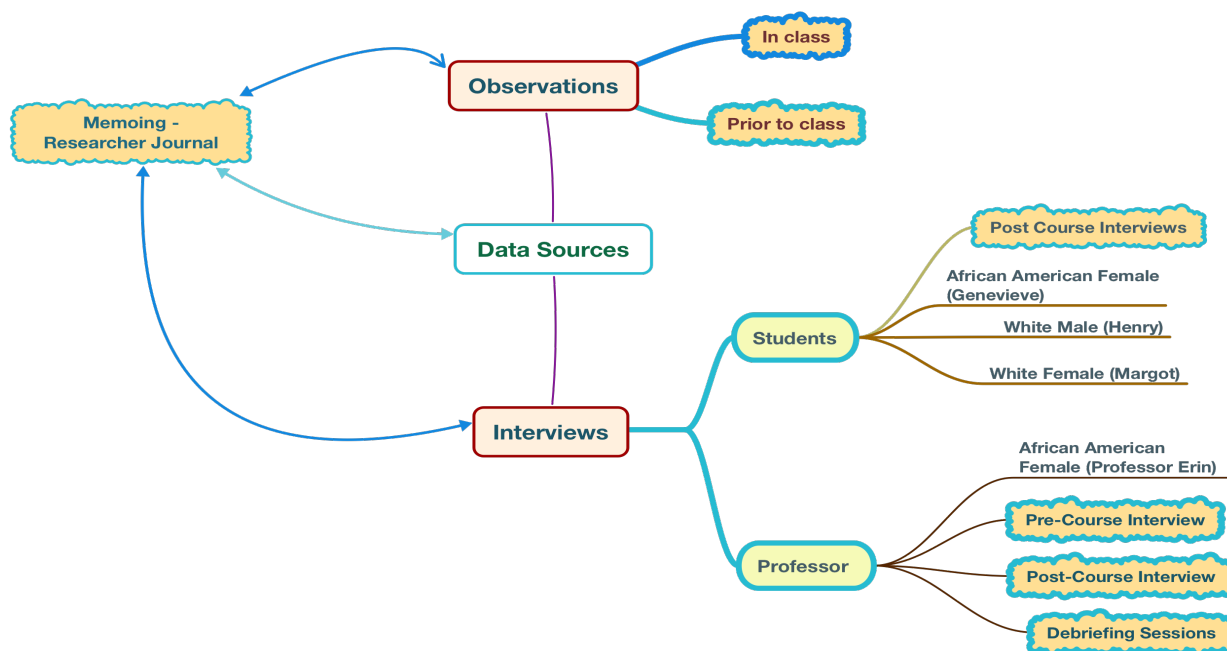 In class
Observations
Prior to class
Memoing -
Researcher Journal
Data Sources
Post Course Interviews
African American Female
(Genevieve)
White Male (Henry)
Students
White Female (Margot)
Interviews
African American
Female (Professor Erin)
Pre-Course Interview
Professor
Post-Course Interview
Debriefing Sessions